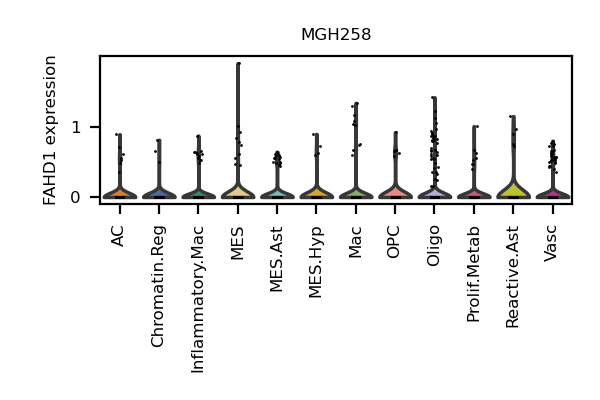 MGH258
FAHD1 expression
1
0
AC
Chromatin.Reg
Inflammatory.Mac
MES
MES.Ast
MES.Hyp
Mac
OPC
Oligo
Prolif.Metab
Reactive.Ast
Vasc